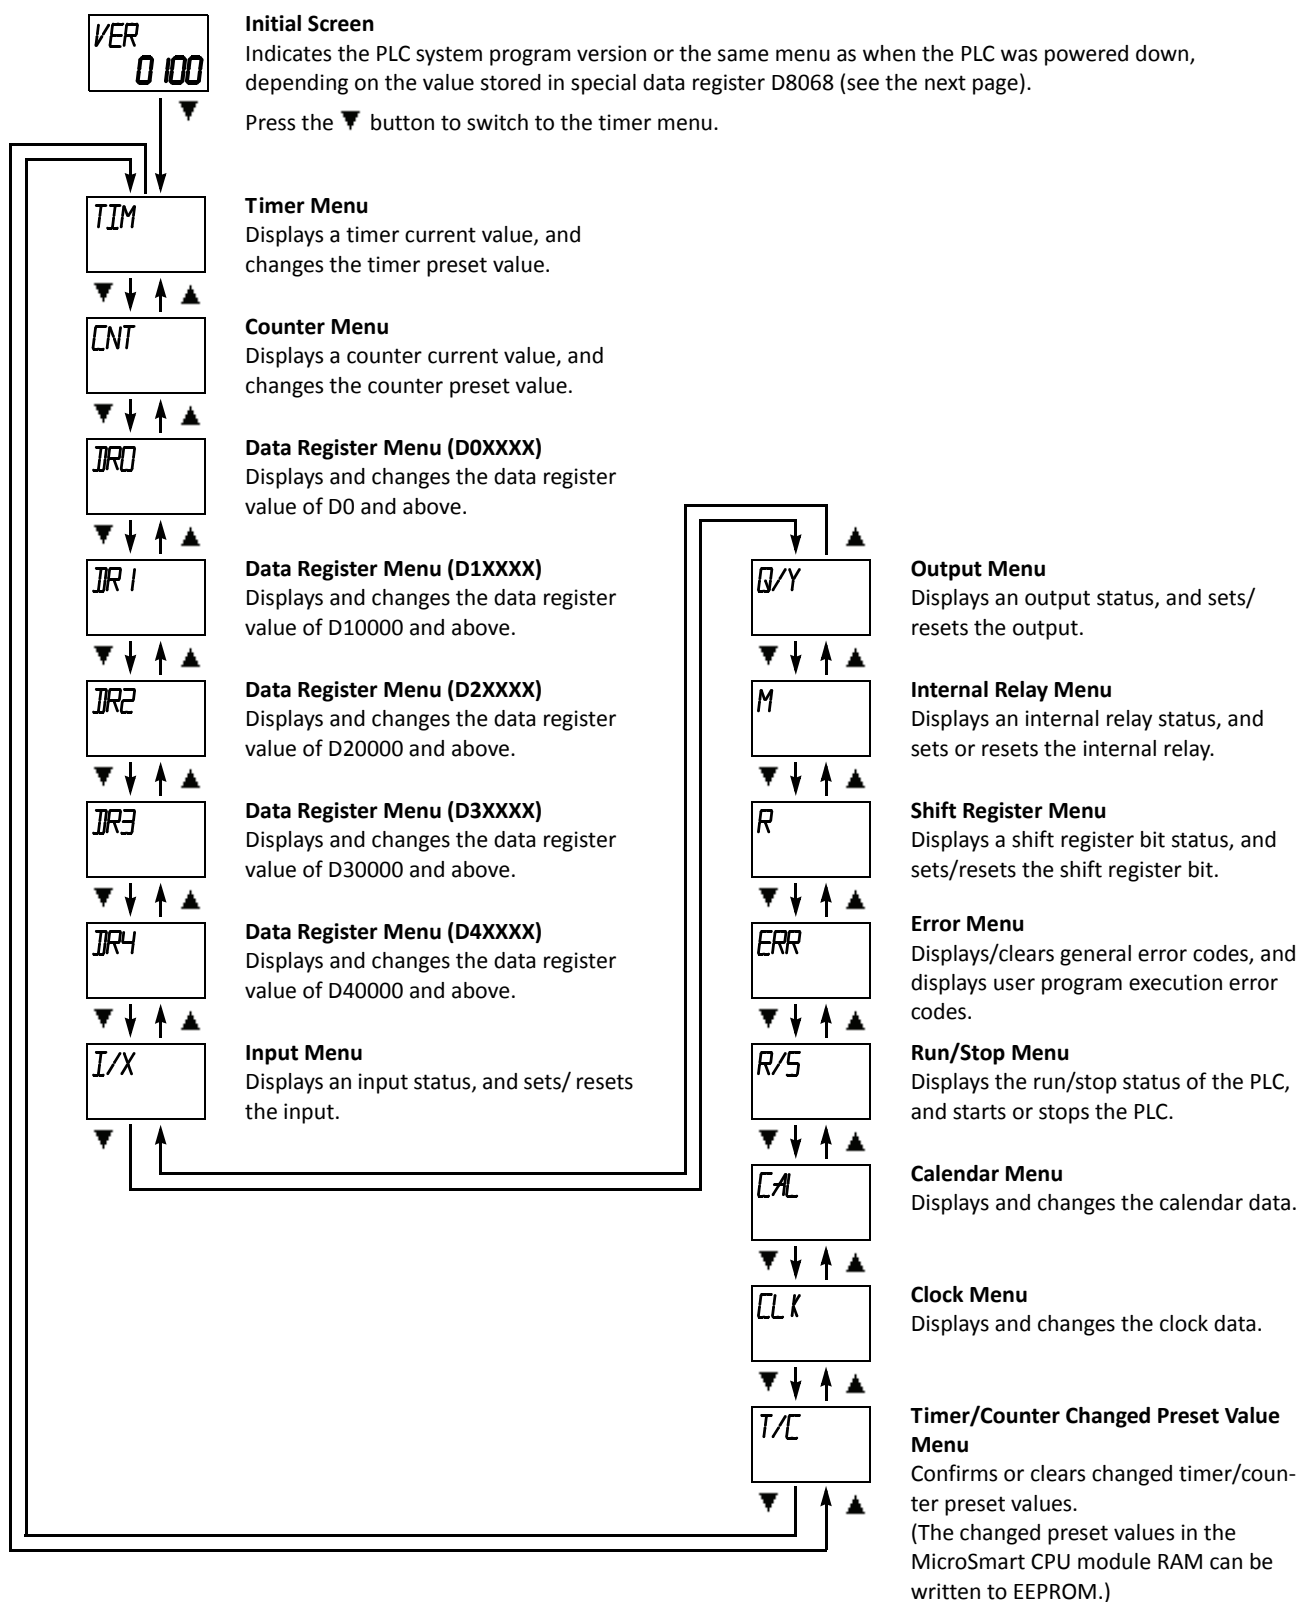 VER
0100
Initial Screen
Indicates the PLC system program version or the same menu as when the PLC was powered down,
depending on the value stored in special data register D8068 (see the next page).
Press the ▼ button to switch to the timer menu.
▼
TIM
Timer Menu
Displays a timer current value, and
changes the timer preset value.
▼ ▲
CNT
Counter Menu
Displays a counter current value, and
changes the counter preset value.
▼ ▲
DR0
Data Register Menu (D0XXXX)
Displays and changes the data register
value of D0 and above.
▼ ▲
DR1
Data Register Menu (D1XXXX)
Displays and changes the data register
value of D10000 and above.
▼ ▲
DR2
Data Register Menu (D2XXXX)
Displays and changes the data register
value of D20000 and above.
▼ ▲
DR3
Data Register Menu (D3XXXX)
Displays and changes the data register
value of D30000 and above.
▼ ▲
DR4
Data Register Menu (D4XXXX)
Displays and changes the data register
value of D40000 and above.
▼ ▲
I/X
Input Menu
Displays an input status, and sets/ resets
the input.
▼
▲
Q/Y
Output Menu
Displays an output status, and sets/
resets the output.
▼ ▲
M
Internal Relay Menu
Displays an internal relay status, and
sets or resets the internal relay.
▼ ▲
R
Shift Register Menu
Displays a shift register bit status, and
sets/resets the shift register bit.
▼ ▲
ERR
Error Menu
Displays/clears general error codes, and
displays user program execution error
codes.
▼ ▲
R/S
Run/Stop Menu
Displays the run/stop status of the PLC,
and starts or stops the PLC.
▼ ▲
CAL
Calendar Menu
Displays and changes the calendar data.
▼ ▲
CLK
Clock Menu
Displays and changes the clock data.
▼ ▲
T/C
Timer/Counter Changed Preset Value
Menu
Confirms or clears changed timer/coun-
ter preset values.
(The changed preset values in the
MicroSmart CPU module RAM can be
written to EEPROM.)
▼ ▲